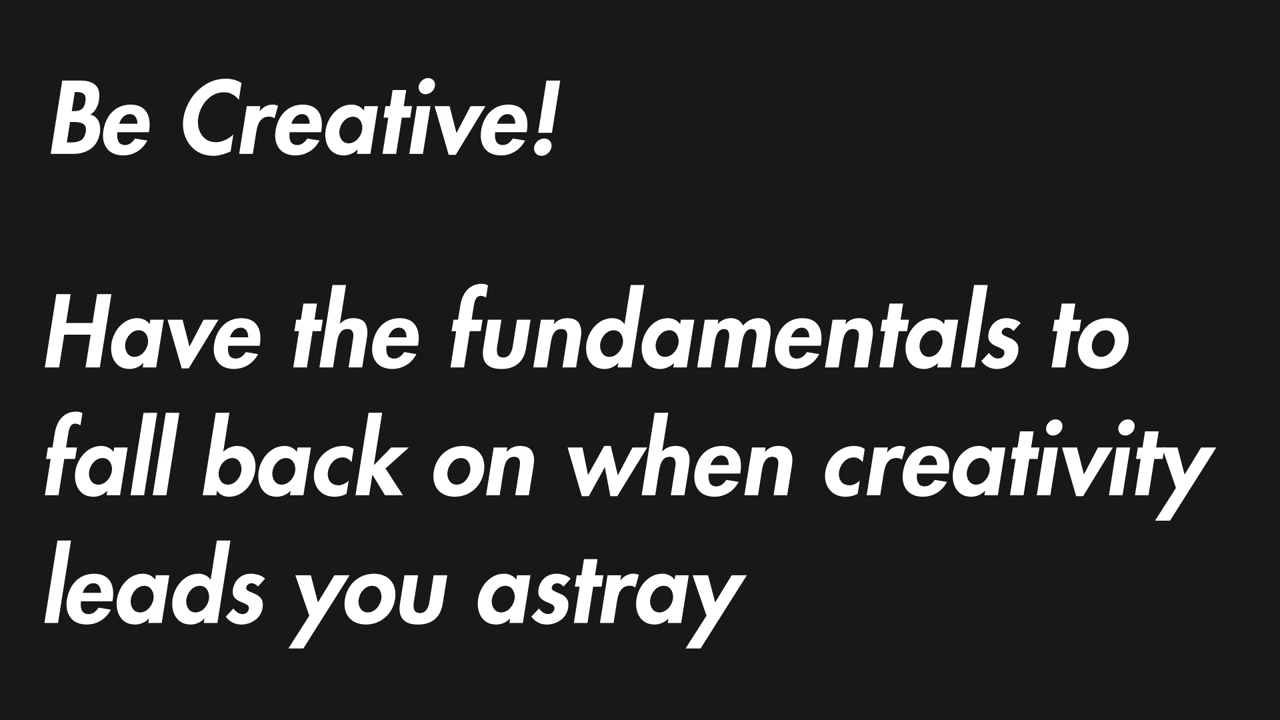 Be Creative!
Have the fundamentals to
fall back on when creativity
leads you astray